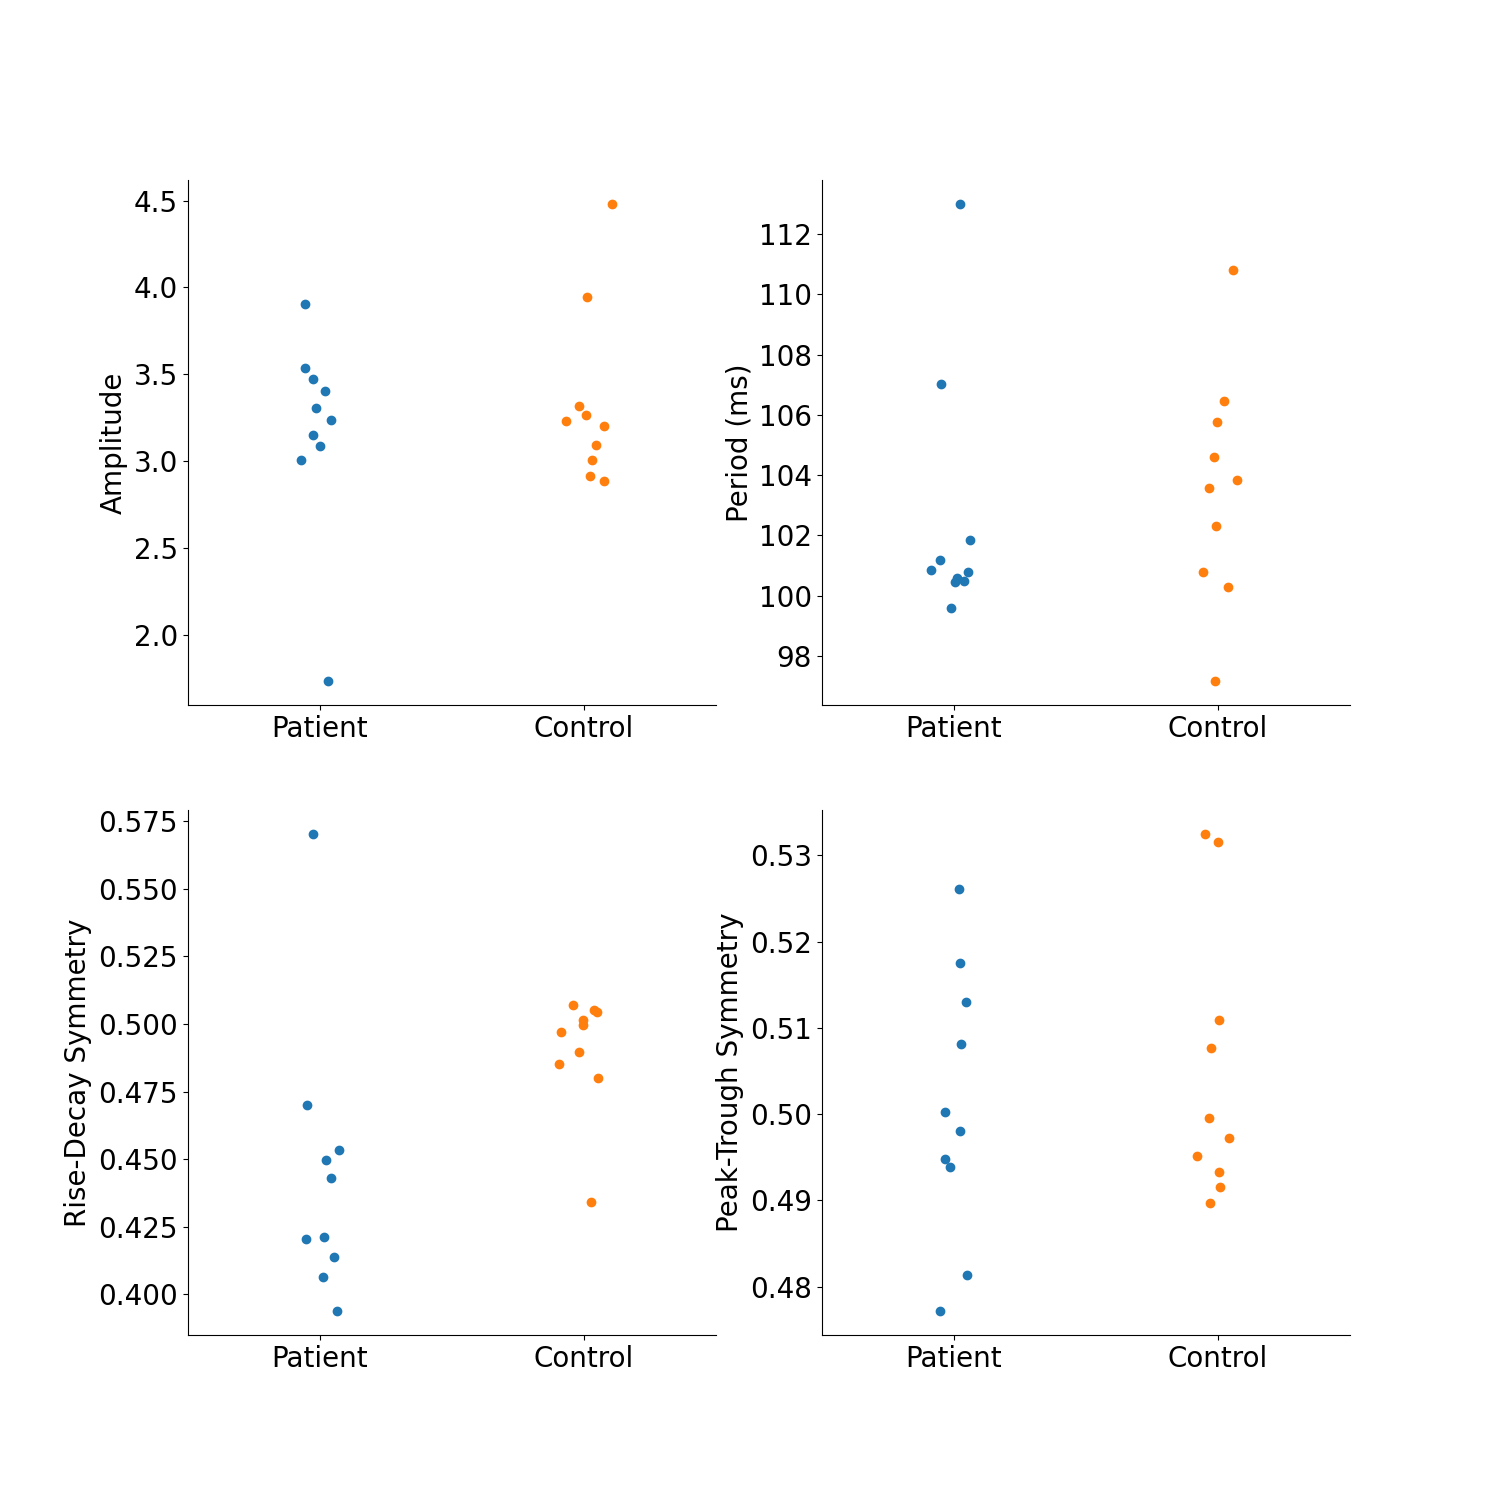 Amplitude
4.5
4.0
3.5
3.0
2.5
2.0
Patient
Control
Period (ms)
112
110
108
106
104
102
100
98
Patient
Control
Rise-Decay Symmetry
0.575
0.550
0.525
0.500
0.475
0.450
0.425
0.400
Patient
Control
Peak-Trough Symmetry
0.53
0.52
0.51
0.50
0.49
0.48
Patient
Control